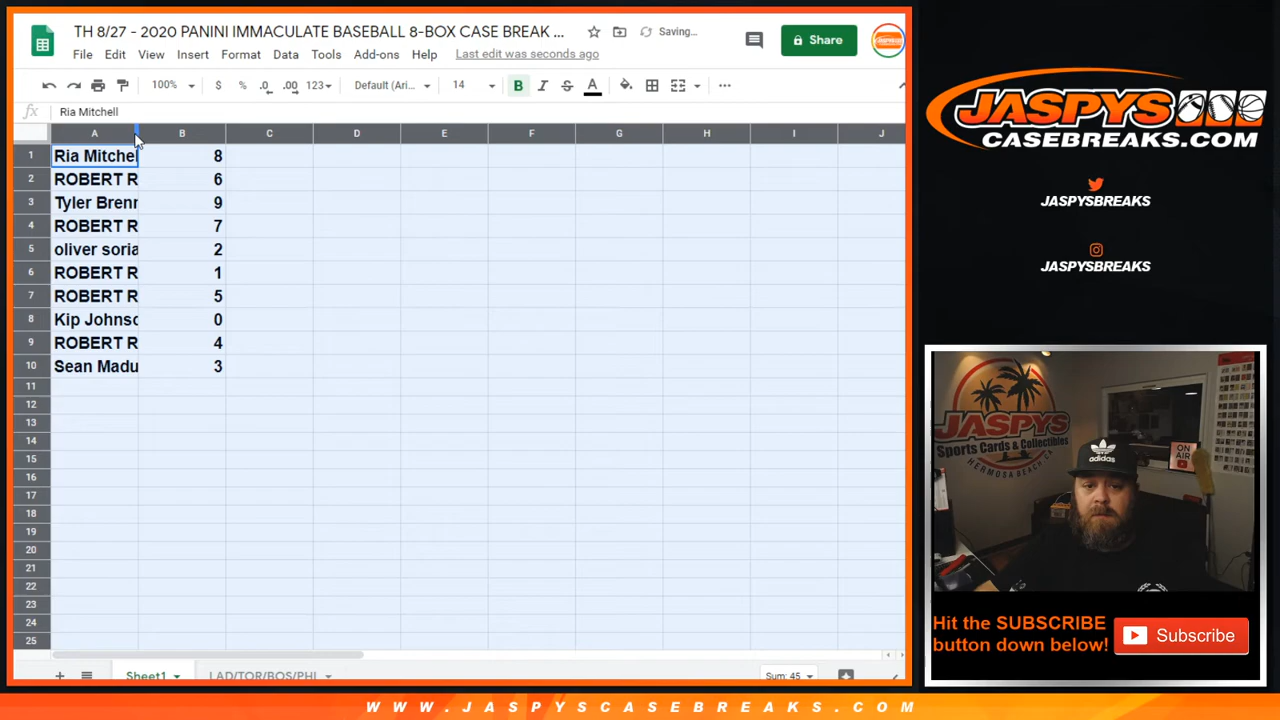 TH 8/27 - 2020 PANINI IMMACULATE BASEBALL 8-BOX CASE BREAK ...
Saving...
Share
File Edit View Insert Format Data Tools Add-ons Help Last edit was seconds ago
100% $ % .0 .00 123 Default (Ari... 14 B I S A ...
fx Ria Mitchell
A B C D E F G H I J
1 Ria Mitchel 8
2 ROBERT R 6
3 Tyler Brenn 9
4 ROBERT R 7
5 oliver soria 2
6 ROBERT R 1
7 ROBERT R 5
8 Kip Johnso 0
9 ROBERT R 4
10 Sean Madu 3
11
12
13
14
15
16
17
18
19
20
21
22
23
24
25
+ Sheet1 LAD/TOR/BOS/PHI Sum: 45
JASPYS
CASEBREAKS.COM
JASPYSBREAKS
JASPYSBREAKS
JASPYS
Sports Cards & Collectibles
HERMOSA BEACH CA
ON AIR
adidas
Hit the SUBSCRIBE
button down below!
Subscribe
WWW.JASPYSCASEBREAKS.COM